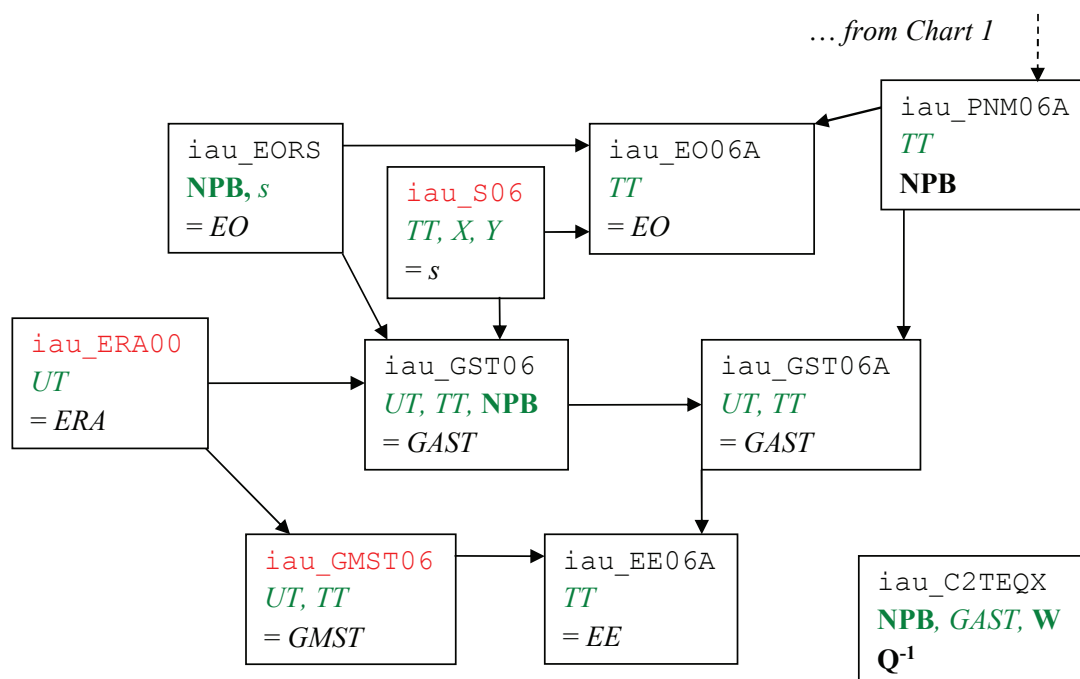 … from Chart 1
iau_PNM06A
TT
NPB
iau_EORS
NPB, s
= EO
iau_S06
TT, X, Y
= s
iau_EO06A
TT
= EO
iau_ERA00
UT
= ERA
iau_GST06
UT, TT, NPB
= GAST
iau_GST06A
UT, TT
= GAST
iau_GMST06
UT, TT
= GMST
iau_EE06A
TT
= EE
iau_C2TEQX
NPB, GAST, W
Q⁻¹